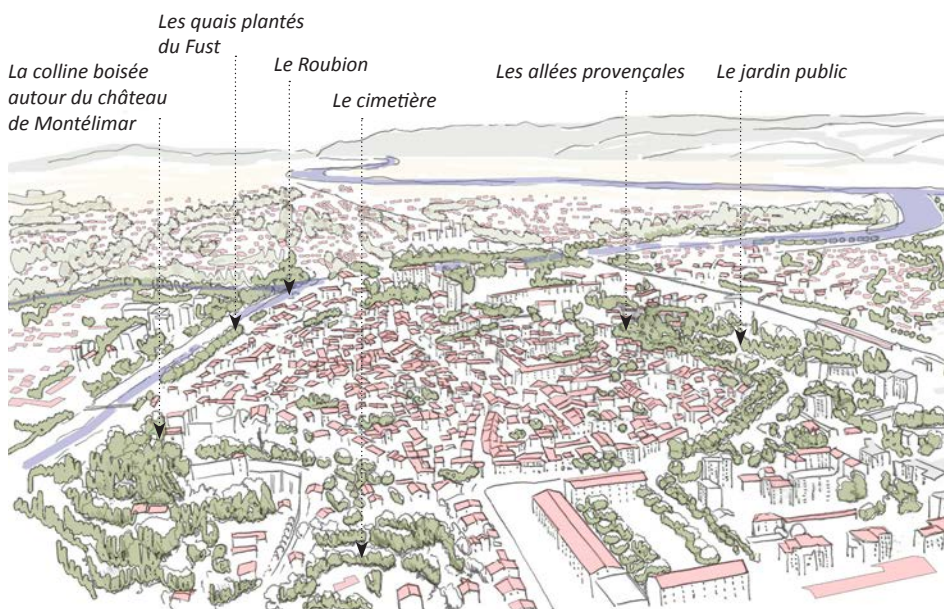 Les quais plantés
du Fust
La colline boisée
autour du château
de Montélimar
Le Roubion
Le cimetière
Les allées provençales
Le jardin public